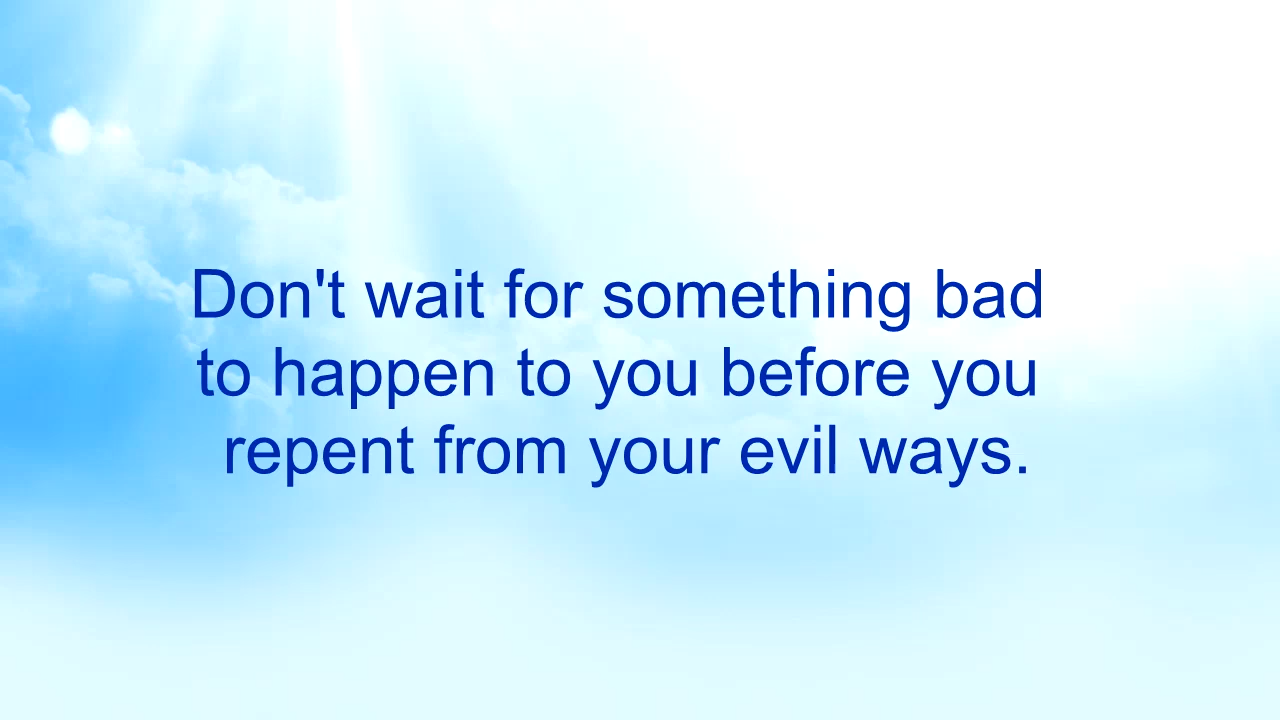 Don't wait for something bad
to happen to you before you
repent from your evil ways.